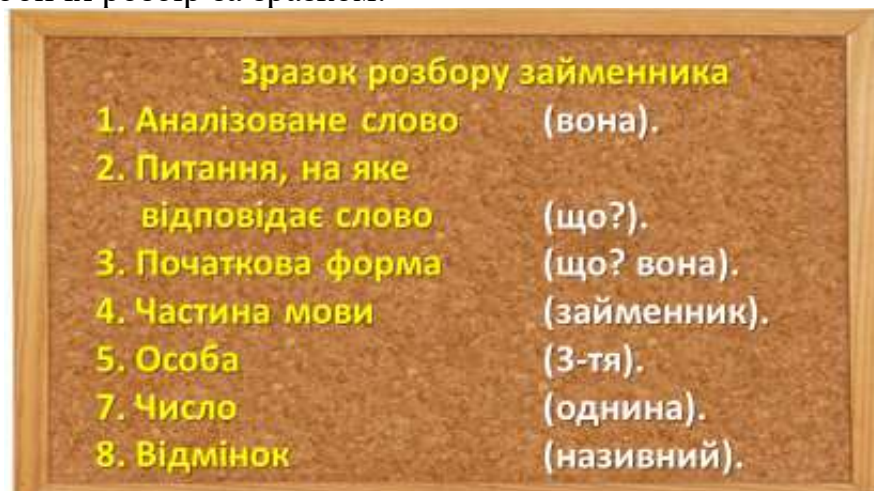 Зразок розбору займенника
1. Аналізоване слово (вона).
2. Питання, на яке
відповідає слово (що?).
3. Початкова форма (що? вона).
4. Частина мови (займенник).
5. Особа (3-тя).
7. Число (однина).
8. Відмінок (називний).